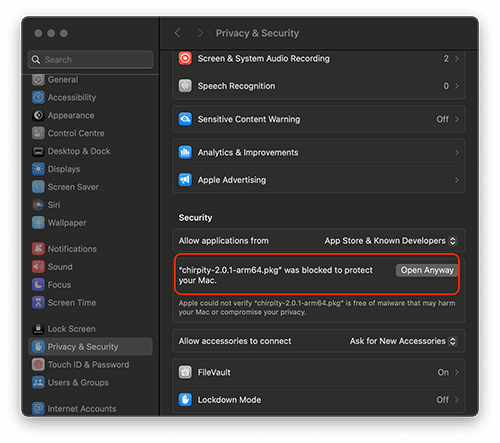 Privacy & Security
Search
General
Accessibility
Appearance
Control Centre
Desktop & Dock
Displays
Screen Saver
Siri
Wallpaper
Notifications
Sound
Focus
Screen Time
Lock Screen
Privacy & Security
Touch ID & Password
Users & Groups
Internet Accounts
Screen & System Audio Recording 2
Speech Recognition 0
Sensitive Content Warning Off
Analytics & Improvements
Apple Advertising
Security
Allow applications from App Store & Known Developers
"chirpity-2.0.1-arm64.pkg" was blocked to protect Open Anyway
your Mac.
Apple could not verify "chirpity-2.0.1-arm64.pkg" is free of malware that may harm
your Mac or compromise your privacy.
Allow accessories to connect Ask for New Accessories
FileVault On
Lockdown Mode Off